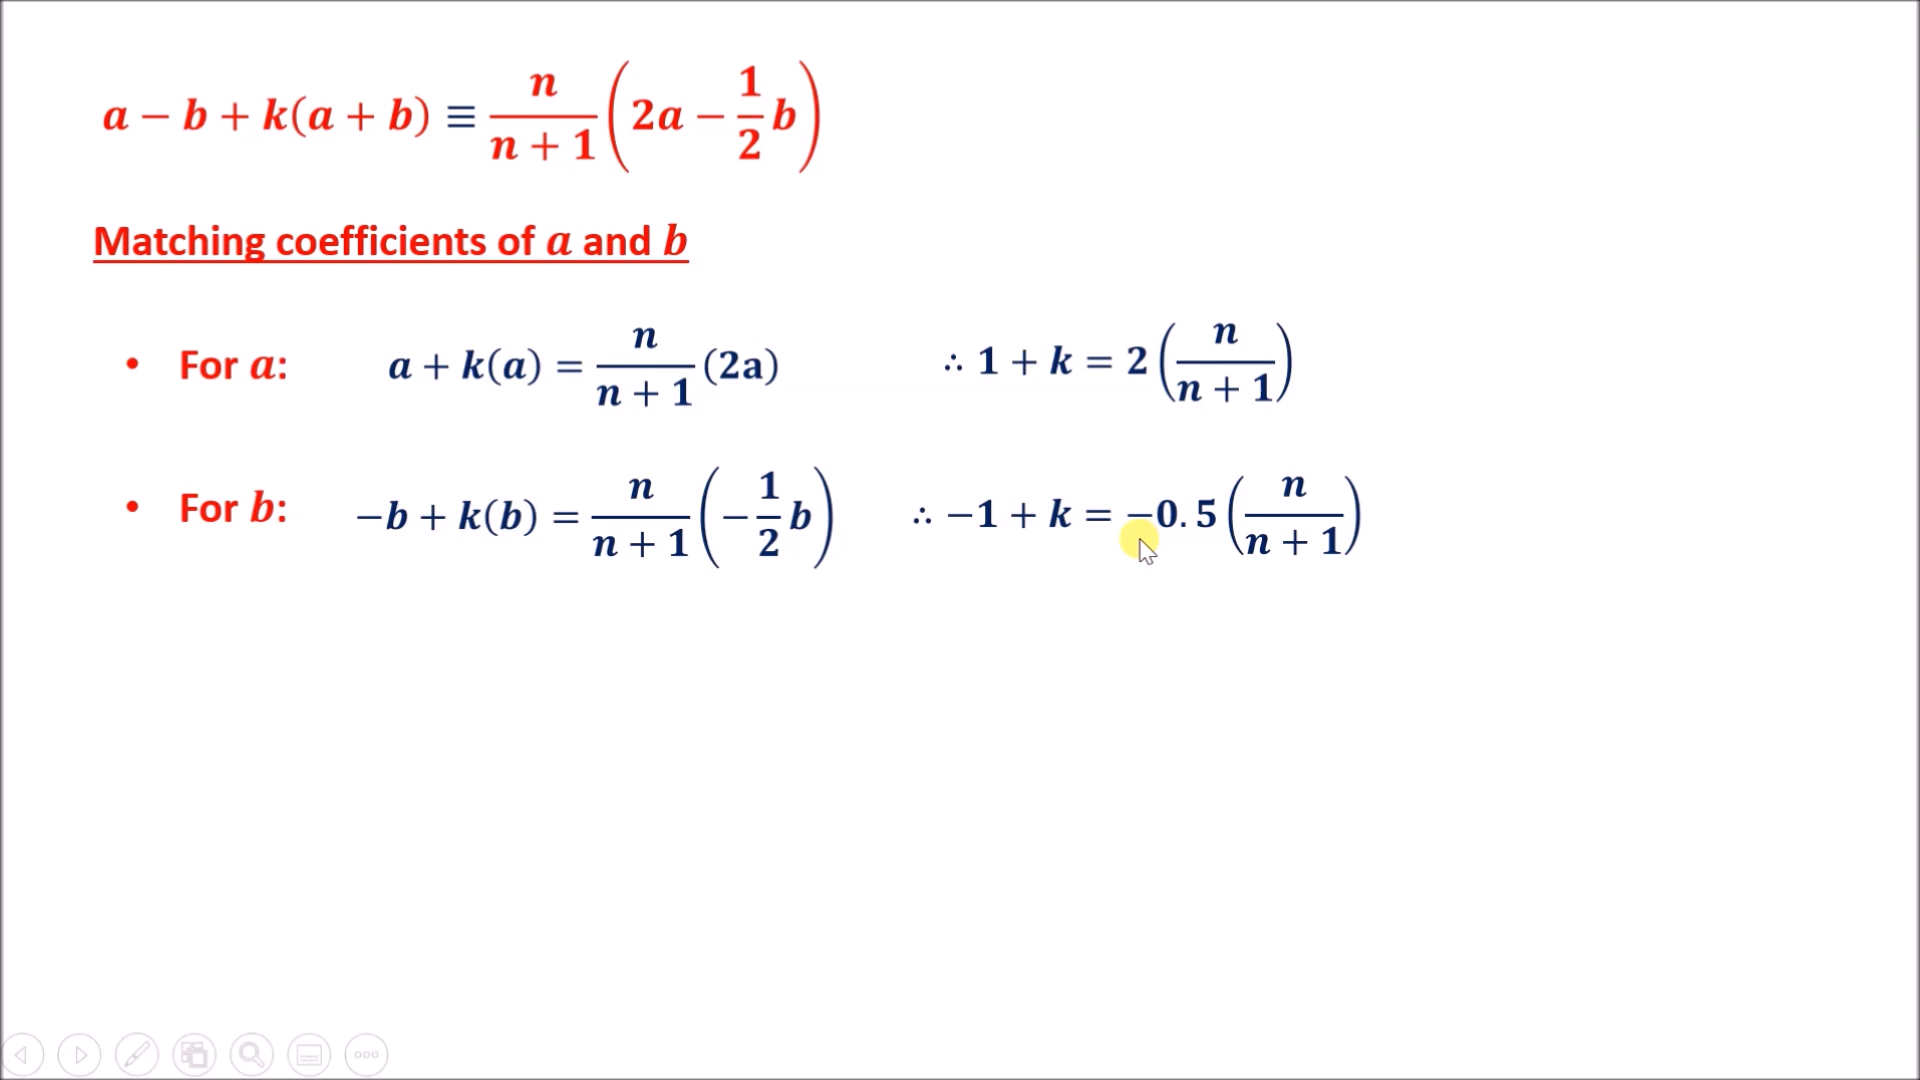 a − b + k(a + b) ≡ n/(n + 1) (2a − 1/2 b)
Matching coefficients of a and b
• For a: a + k(a) = n/(n + 1) (2a) ∴ 1 + k = 2(n/(n + 1))
• For b: −b + k(b) = n/(n + 1) (−1/2 b) ∴ −1 + k = −0.5(n/(n + 1))